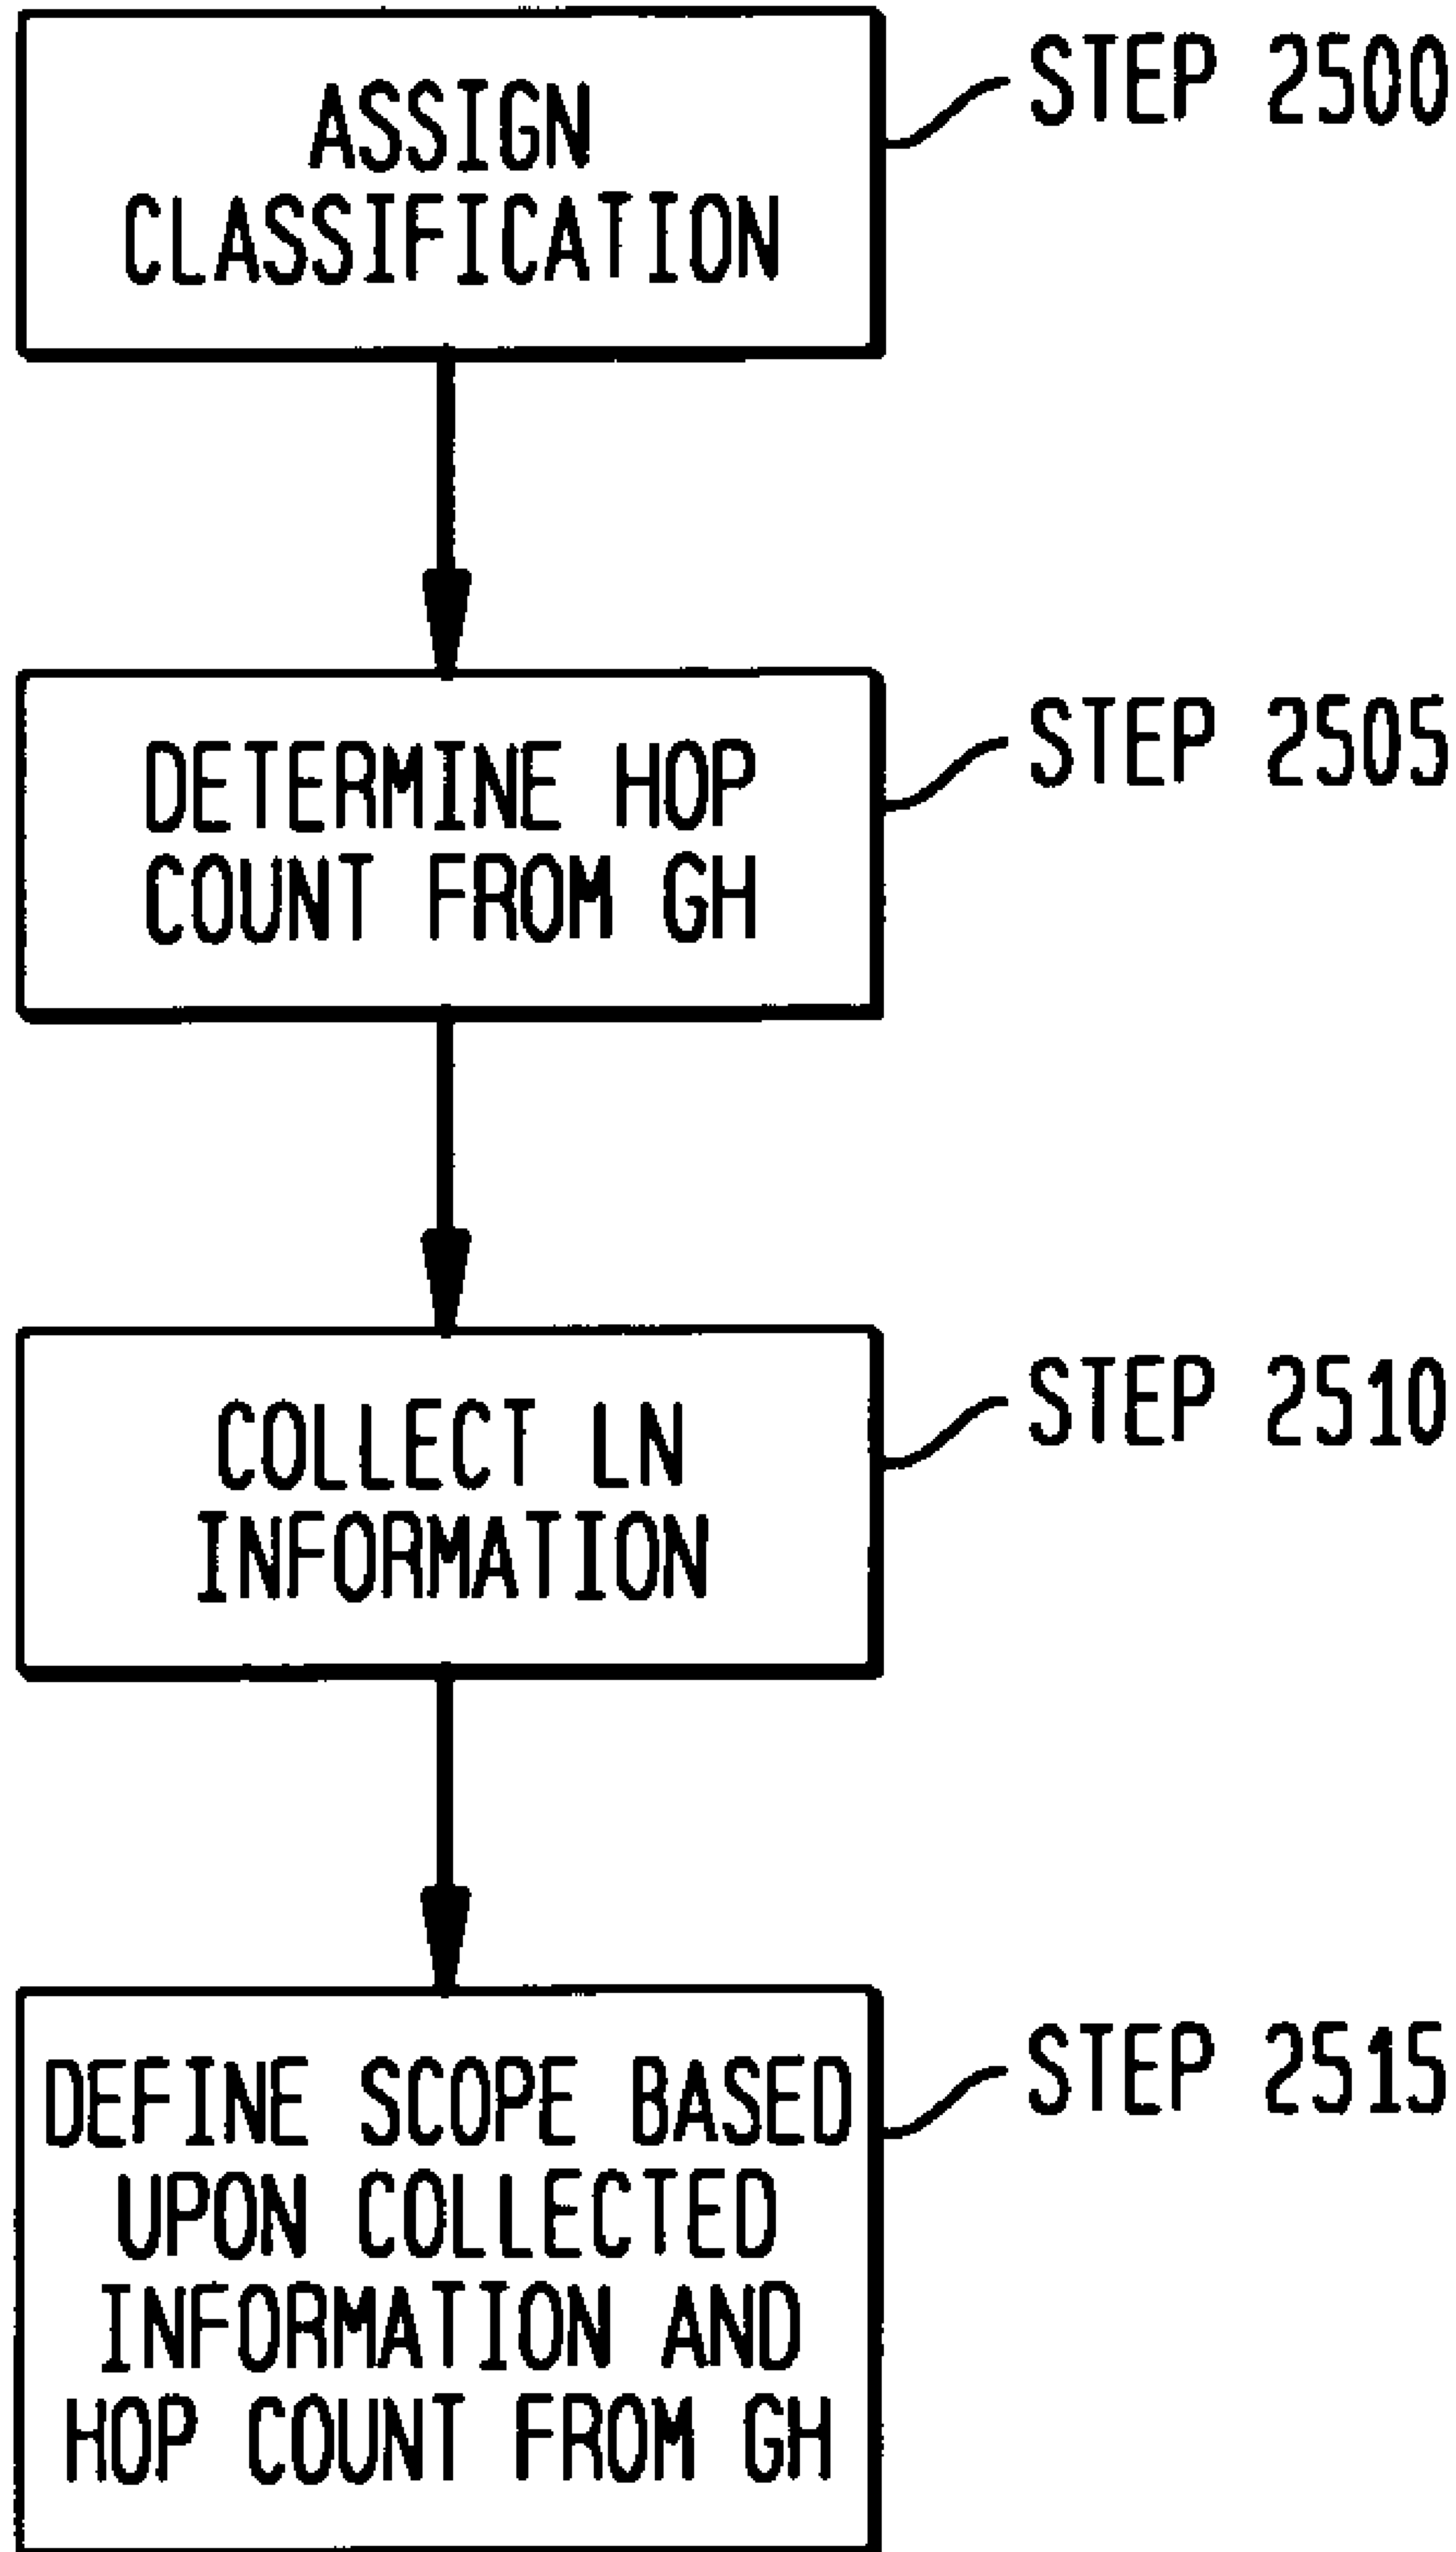 ASSIGN
CLASSIFICATION
STEP 2500
DETERMINE HOP
COUNT FROM GH
STEP 2505
COLLECT LN
INFORMATION
STEP 2510
DEFINE SCOPE BASED
UPON COLLECTED
INFORMATION AND
HOP COUNT FROM GH
STEP 2515